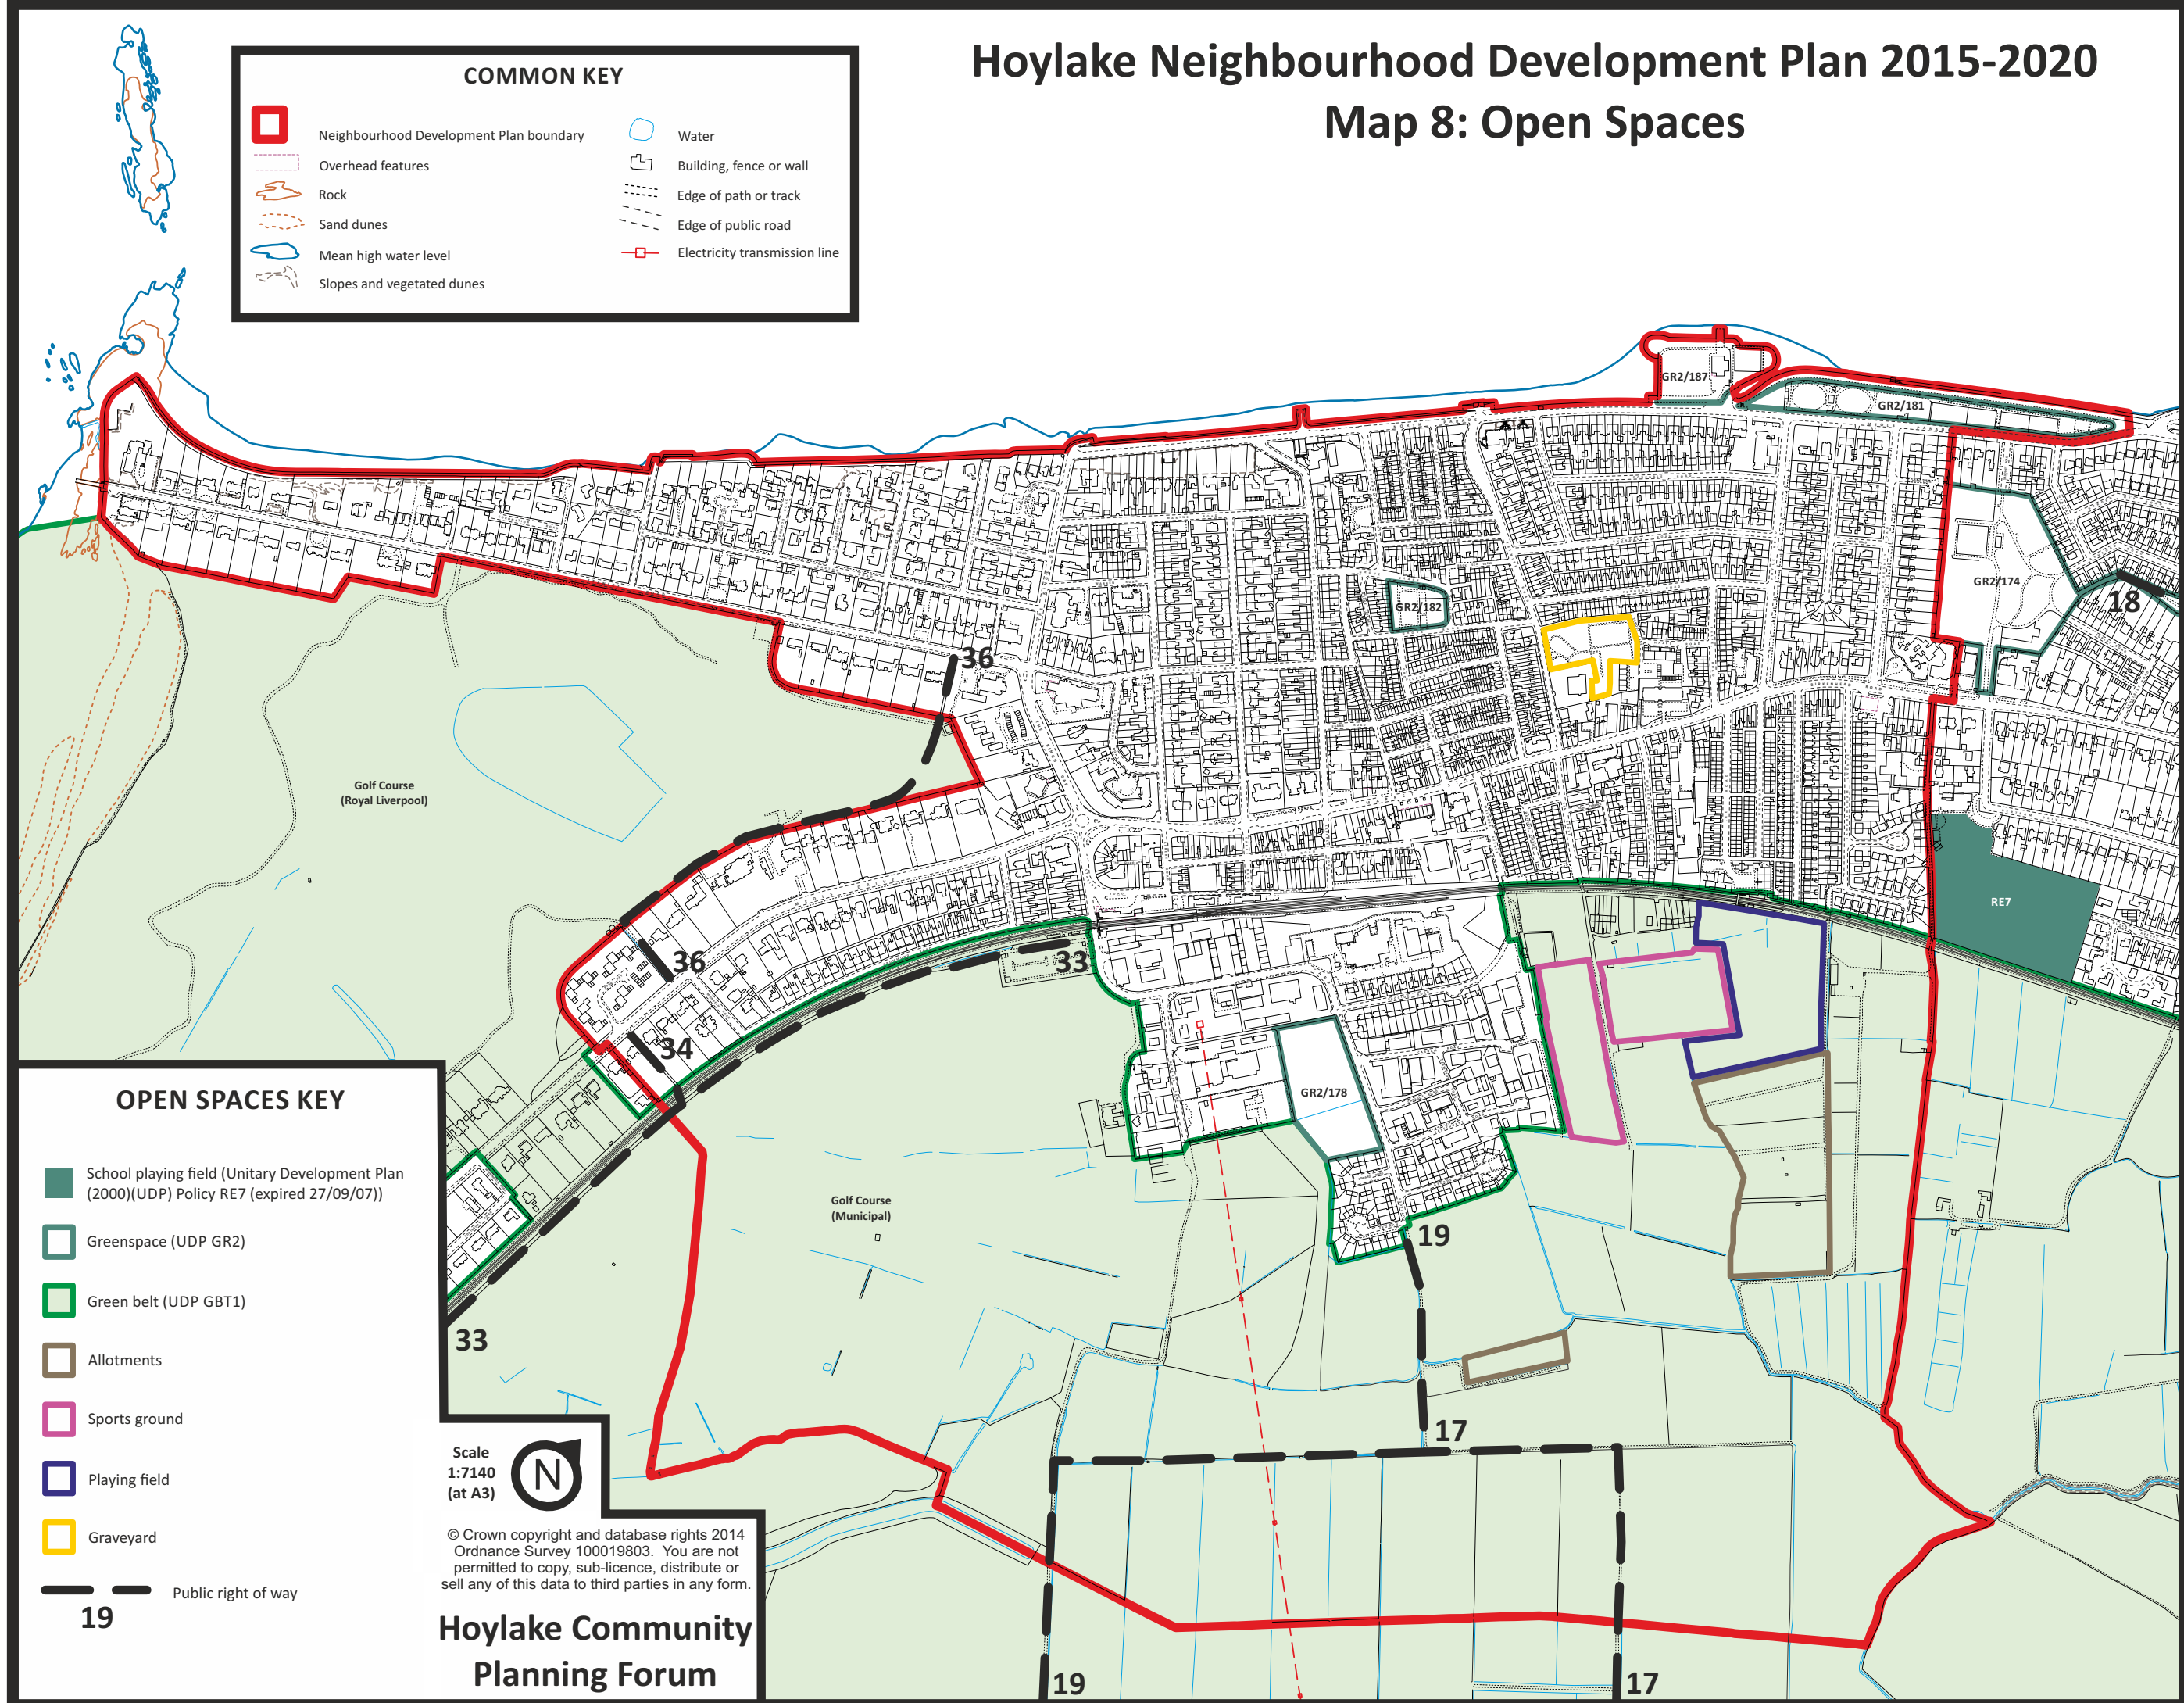 Hoylake Neighbourhood Development Plan 2015-2020
Map 8: Open Spaces
COMMON KEY
Neighbourhood Development Plan boundary
Overhead features
Rock
Sand dunes
Mean high water level
Slopes and vegetated dunes
Water
Building, fence or wall
Edge of path or track
Edge of public road
Electricity transmission line
GR2/187
GR2/181
GR2/174
18
GR2/182
36
Golf Course
(Royal Liverpool)
RE7
36
33
34
GR2/178
Golf Course
(Municipal)
19
33
17
19
17
OPEN SPACES KEY
School playing field (Unitary Development Plan
(2000)(UDP) Policy RE7 (expired 27/09/07))
Greenspace (UDP GR2)
Green belt (UDP GBT1)
Allotments
Sports ground
Playing field
Graveyard
Public right of way
19
Scale
1:7140
(at A3)
N
© Crown copyright and database rights 2014
Ordnance Survey 100019803. You are not
permitted to copy, sub-licence, distribute or
sell any of this data to third parties in any form.
Hoylake Community
Planning Forum